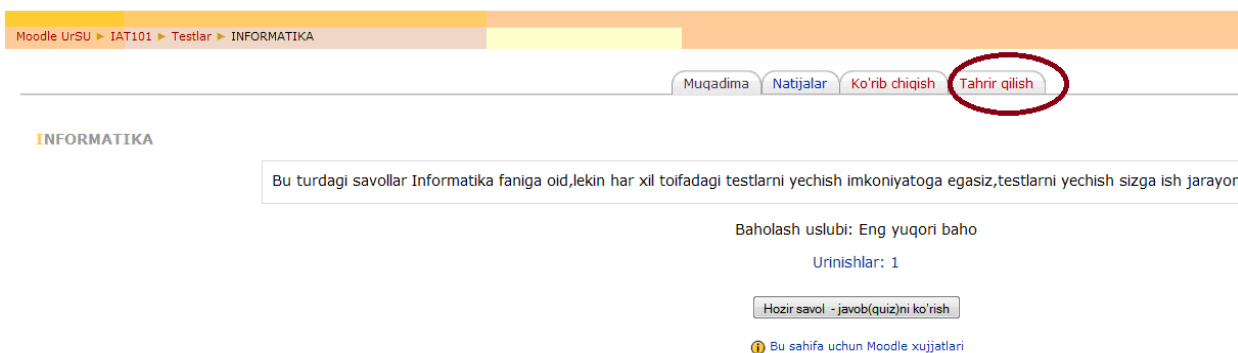 Moodle UrSU ► IAT101 ► Testlar ► INFORMATIKA
Muqadima Natijalar Ko'rib chiqish Tahrir qilish
INFORMATIKA
Bu turdagi savollar Informatika faniga oid,lekin har xil toifadagi testlarni yechish imkoniyatoga egasiz,testlarni yechish sizga ish jarayon
Baholash uslubi: Eng yuqori baho
Urinishlar: 1
Hozir savol - javob(quiz)ni ko'rish
Bu sahifa uchun Moodle xujjatlari